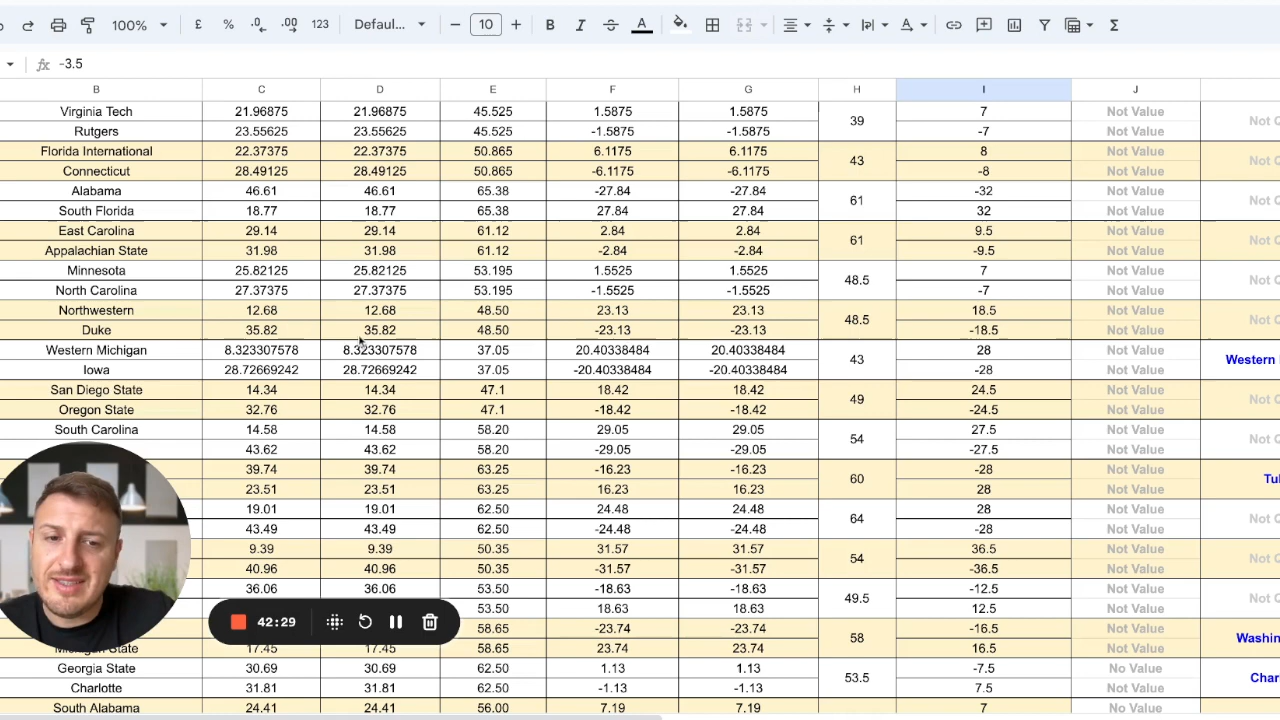 100% £ % .0 .00 123 Defaul... − 10 + B I A Σ
fx -3.5
B C D E F G H I J
Virginia Tech 21.96875 21.96875 45.525 1.5875 1.5875 39 7 Not Value Not Q
Rutgers 23.55625 23.55625 45.525 -1.5875 -1.5875 -7 Not Value
Florida International 22.37375 22.37375 50.865 6.1175 6.1175 43 8 Not Value Not Q
Connecticut 28.49125 28.49125 50.865 -6.1175 -6.1175 -8 Not Value
Alabama 46.61 46.61 65.38 -27.84 -27.84 61 -32 Not Value Not Q
South Florida 18.77 18.77 65.38 27.84 27.84 32 Not Value
East Carolina 29.14 29.14 61.12 2.84 2.84 61 9.5 Not Value Not Q
Appalachian State 31.98 31.98 61.12 -2.84 -2.84 -9.5 Not Value
Minnesota 25.82125 25.82125 53.195 1.5525 1.5525 48.5 7 Not Value Not Q
North Carolina 27.37375 27.37375 53.195 -1.5525 -1.5525 -7 Not Value
Northwestern 12.68 12.68 48.50 23.13 23.13 48.5 18.5 Not Value Not Q
Duke 35.82 35.82 48.50 -23.13 -23.13 -18.5 Not Value
Western Michigan 8.323307578 8.323307578 37.05 20.40338484 20.40338484 43 28 Not Value Western
Iowa 28.72669242 28.72669242 37.05 -20.40338484 -20.40338484 -28 Not Value
San Diego State 14.34 14.34 47.1 18.42 18.42 49 24.5 Not Value Not Q
Oregon State 32.76 32.76 47.1 -18.42 -18.42 -24.5 Not Value
South Carolina 14.58 14.58 58.20 29.05 29.05 54 27.5 Not Value Not Q
43.62 43.62 58.20 -29.05 -29.05 -27.5 Not Value
39.74 39.74 63.25 -16.23 -16.23 60 -28 Not Value Tul
23.51 23.51 63.25 16.23 16.23 28 Not Value
19.01 19.01 62.50 24.48 24.48 64 28 Not Value Not Q
43.49 43.49 62.50 -24.48 -24.48 -28 Not Value
9.39 9.39 50.35 31.57 31.57 54 36.5 Not Value Not Q
40.96 40.96 50.35 -31.57 -31.57 -36.5 Not Value
36.06 36.06 53.50 -18.63 -18.63 49.5 -12.5 Not Value Not Q
53.50 18.63 18.63 12.5 Not Value
42:29
58.65 -23.74 -23.74 58 -16.5 Not Value Washin
Michigan State 17.45 17.45 58.65 23.74 23.74 16.5 Not Value
Georgia State 30.69 30.69 62.50 1.13 1.13 53.5 -7.5 No Value Char
Charlotte 31.81 31.81 62.50 -1.13 -1.13 7.5 Not Value
South Alabama 24.41 24.41 56.00 7.19 7.19 7 No Value